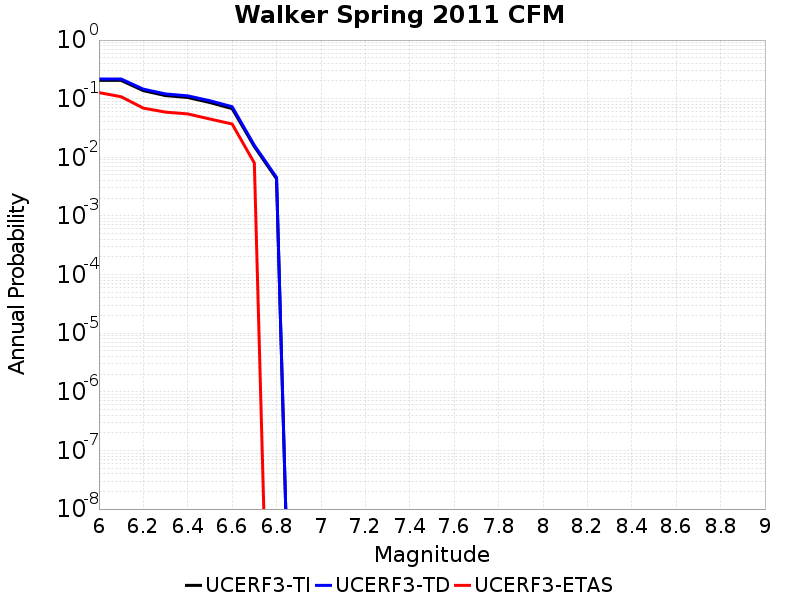 Walker Spring 2011 CFM
10^0
10^-1
10^-2
10^-3
10^-4
10^-5
10^-6
10^-7
10^-8
Annual Probability
6 6.2 6.4 6.6 6.8 7 7.2 7.4 7.6 7.8 8 8.2 8.4 8.6 8.8 9
Magnitude
UCERF3-TI UCERF3-TD UCERF3-ETAS